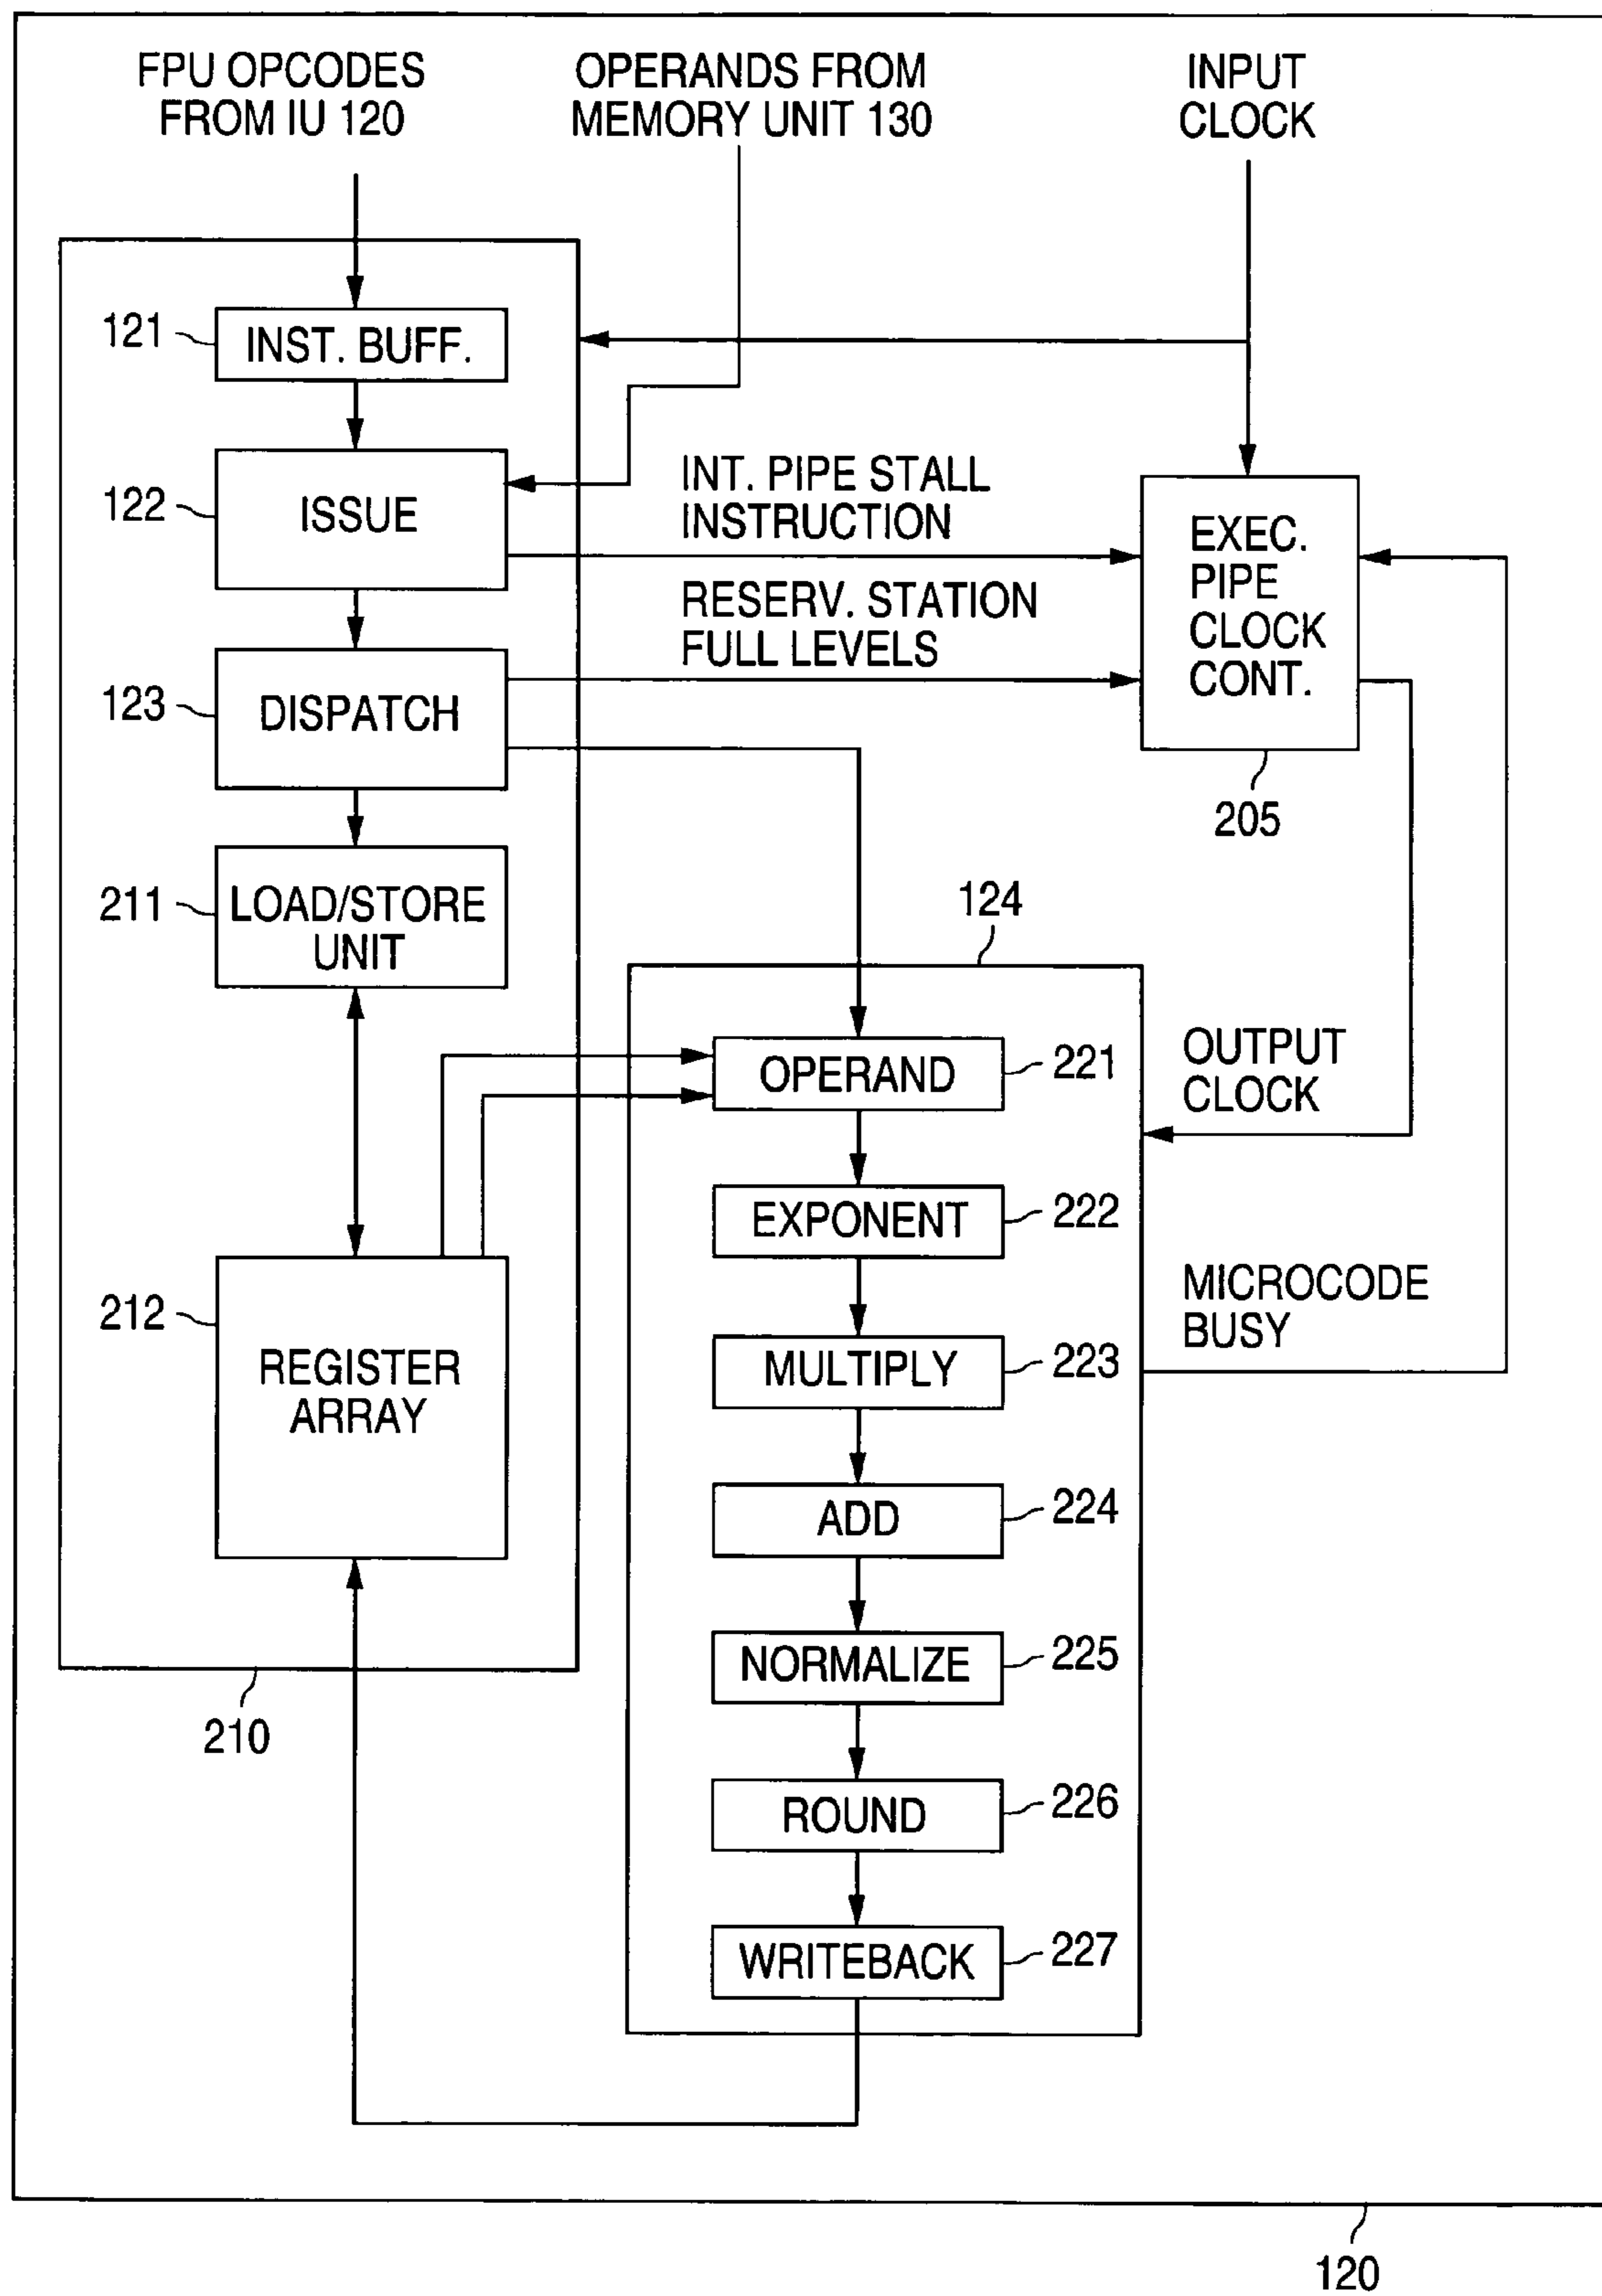 FPU OPCODES
FROM IU 120
OPERANDS FROM
MEMORY UNIT 130
INPUT
CLOCK
121
INST. BUFF.
122
ISSUE
INT. PIPE STALL
INSTRUCTION
EXEC.
PIPE
CLOCK
CONT.
RESERV. STATION
FULL LEVELS
123
DISPATCH
205
211
LOAD/STORE
UNIT
124
OPERAND
221
OUTPUT
CLOCK
EXPONENT
222
212
REGISTER
ARRAY
MICROCODE
BUSY
MULTIPLY
223
ADD
224
NORMALIZE
225
210
ROUND
226
WRITEBACK
227
120